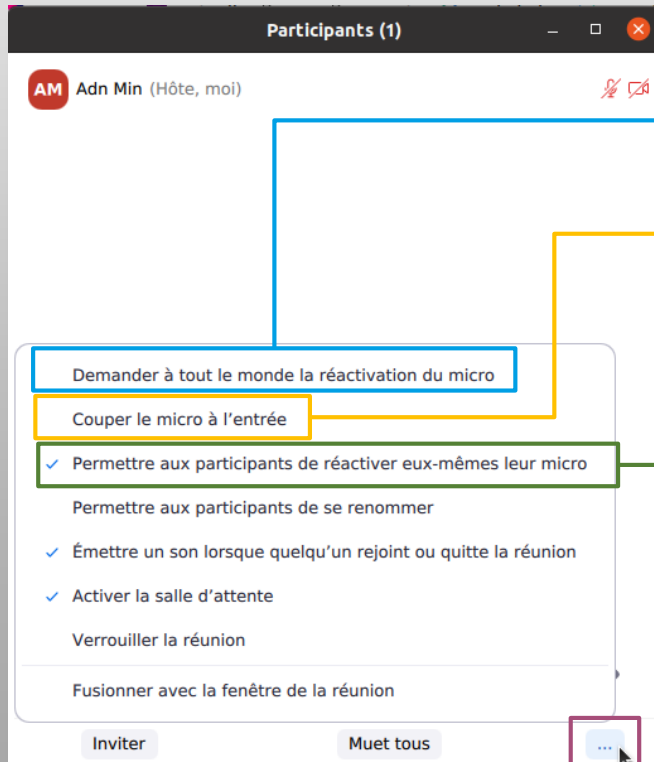 Participants (1)
AM Adn Min (Hôte, moi)
Demander à tout le monde la réactivation du micro
Couper le micro à l'entrée
Permettre aux participants de réactiver eux-mêmes leur micro
Permettre aux participants de se renommer
Émettre un son lorsque quelqu'un rejoint ou quitte la réunion
Activer la salle d'attente
Verrouiller la réunion
Fusionner avec la fenêtre de la réunion
Inviter Muet tous ...